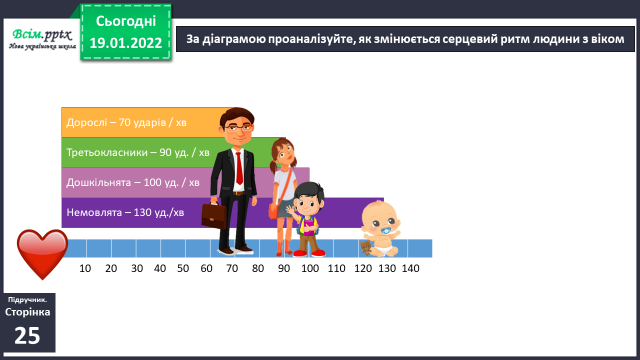 Всім.pptx
Нова українська школа
Сьогодні
19.01.2022
За діаграмою проаналізуйте, як змінюється серцевий ритм людини з віком
Дорослі – 70 ударів / хв
Третьокласники – 90 уд. / хв
Дошкільнята – 100 уд. / хв
Немовлята – 130 уд./хв
10 20 30 40 50 60 70 80 90 100 110 120 130 140
Підручник.
Сторінка
25